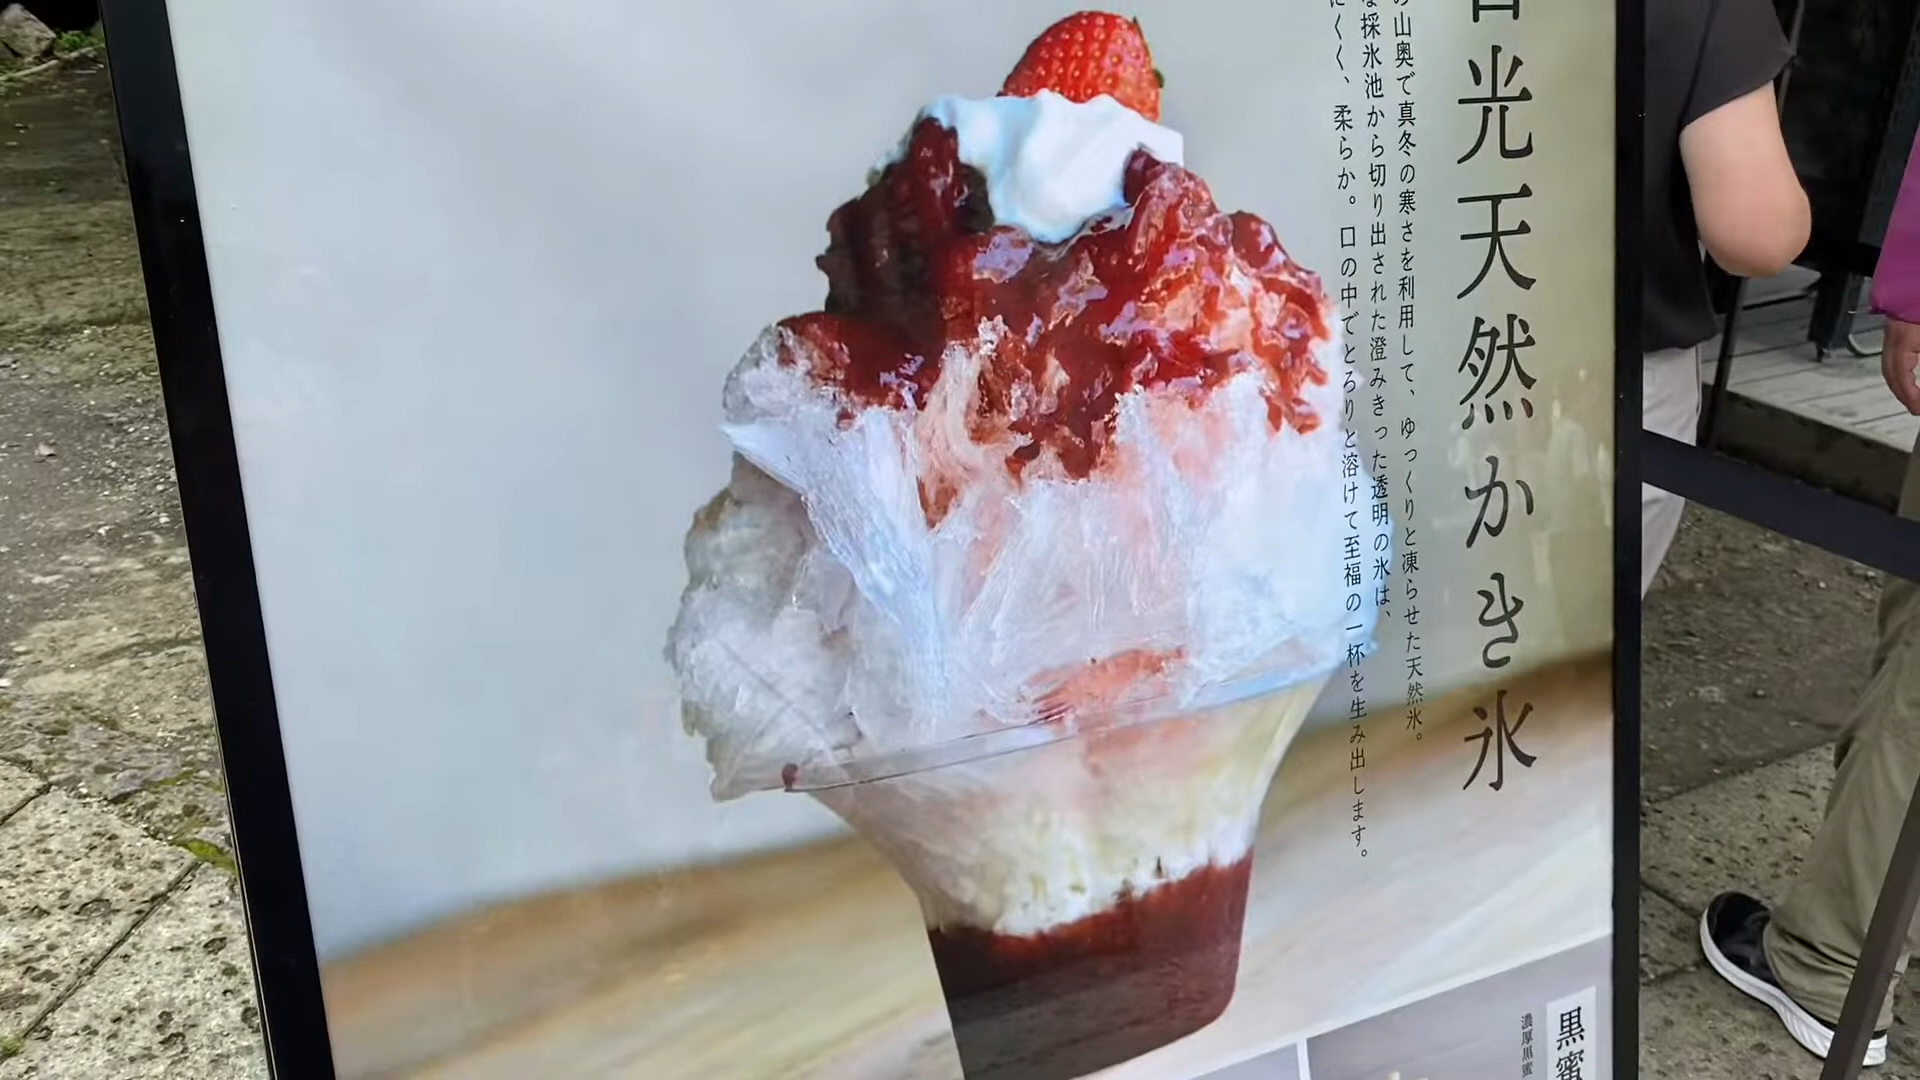 日光天然かき氷
の山奥で真冬の寒さを利用して、ゆっくりと凍らせた天然氷。
な採氷池から切り出された澄みきった透明の氷は、
にくく、柔らか。口の中でとろりと溶けて至福の一杯を生み出します。
黒蜜
濃厚黒蜜